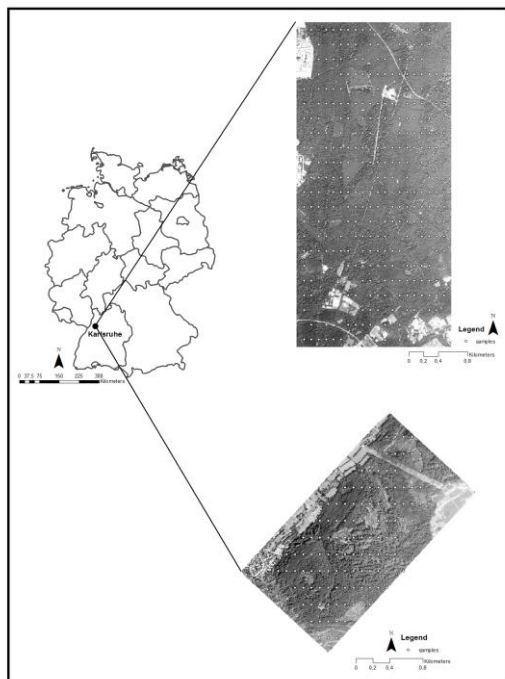 Karlsruhe
N
0 37,5 75 150 225 300
Kilometers
N
Legend
samples
0 0,2 0,4 0,8
Kilometers
N
Legend
samples
0 0,2 0,4 0,8
Kilometers